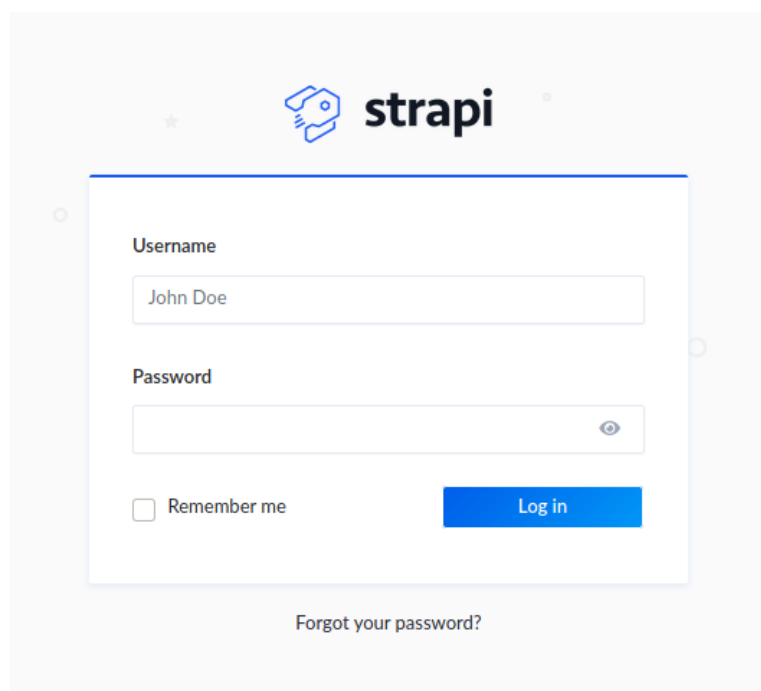 strapi
Username
John Doe
Password
Remember me
Log in
Forgot your password?